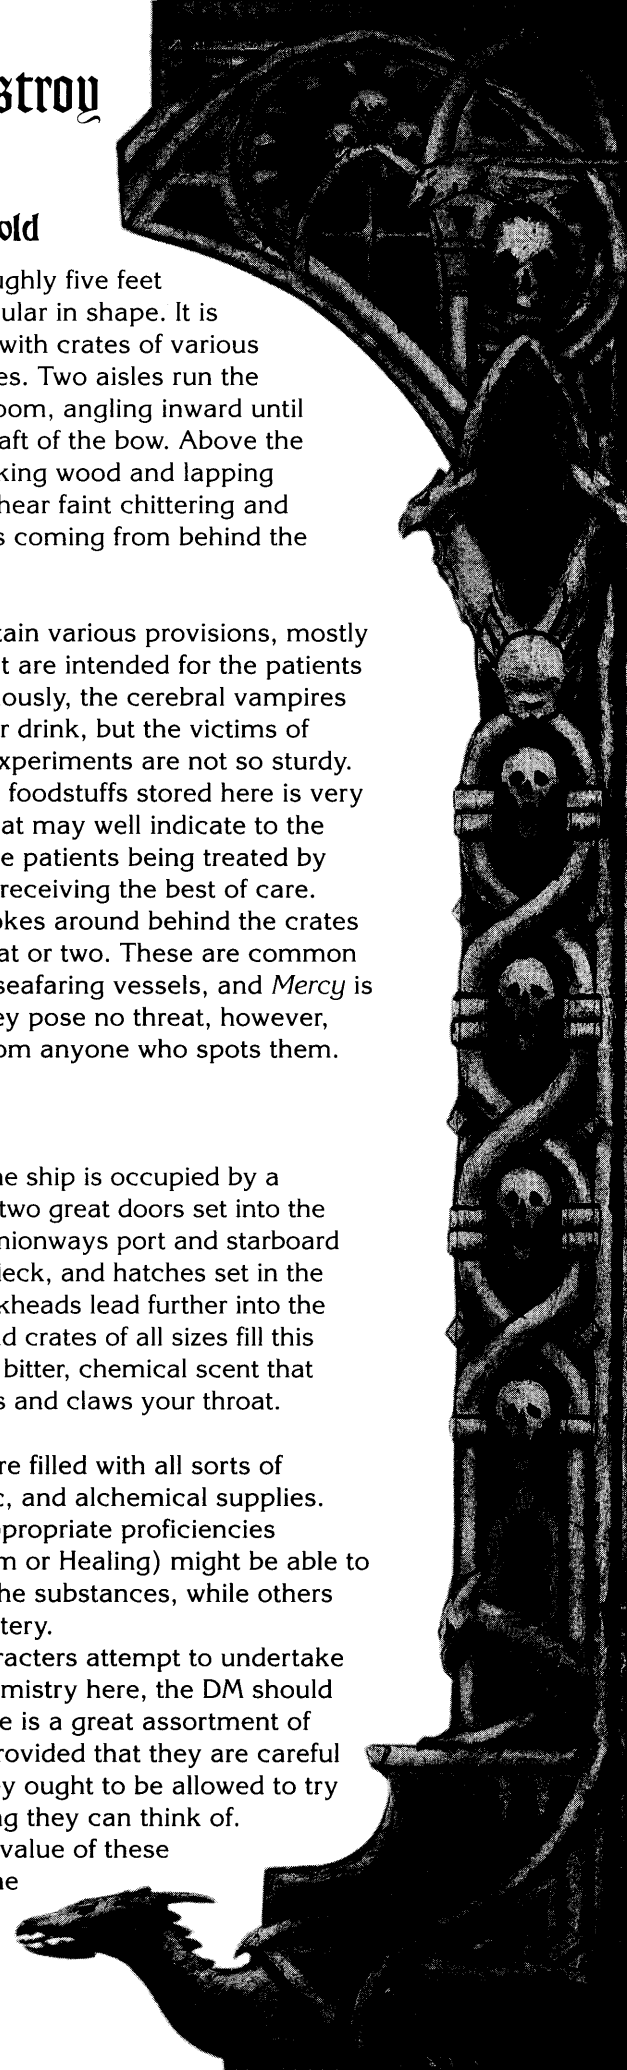 stroy
old
ughly five feet
ular in shape. It is
with crates of various
es. Two aisles run the
oom, angling inward until
aft of the bow. Above the
king wood and lapping
hear faint chittering and
s coming from behind the
tain various provisions, mostly
t are intended for the patients
iously, the cerebral vampires
r drink, but the victims of
xperiments are not so sturdy.
foodstuffs stored here is very
at may well indicate to the
e patients being treated by
receiving the best of care.
okes around behind the crates
at or two. These are common
seafaring vessels, and Mercy is
ey pose no threat, however,
om anyone who spots them.
ne ship is occupied by a
two great doors set into the
nionways port and starboard
leck, and hatches set in the
kheads lead further into the
d crates of all sizes fill this
bitter, chemical scent that
s and claws your throat.
re filled with all sorts of
c, and alchemical supplies.
ppropriate proficiencies
m or Healing) might be able to
he substances, while others
tery.
racters attempt to undertake
mistry here, the DM should
e is a great assortment of
rovided that they are careful
y ought to be allowed to try
ng they can think of.
value of these
ne